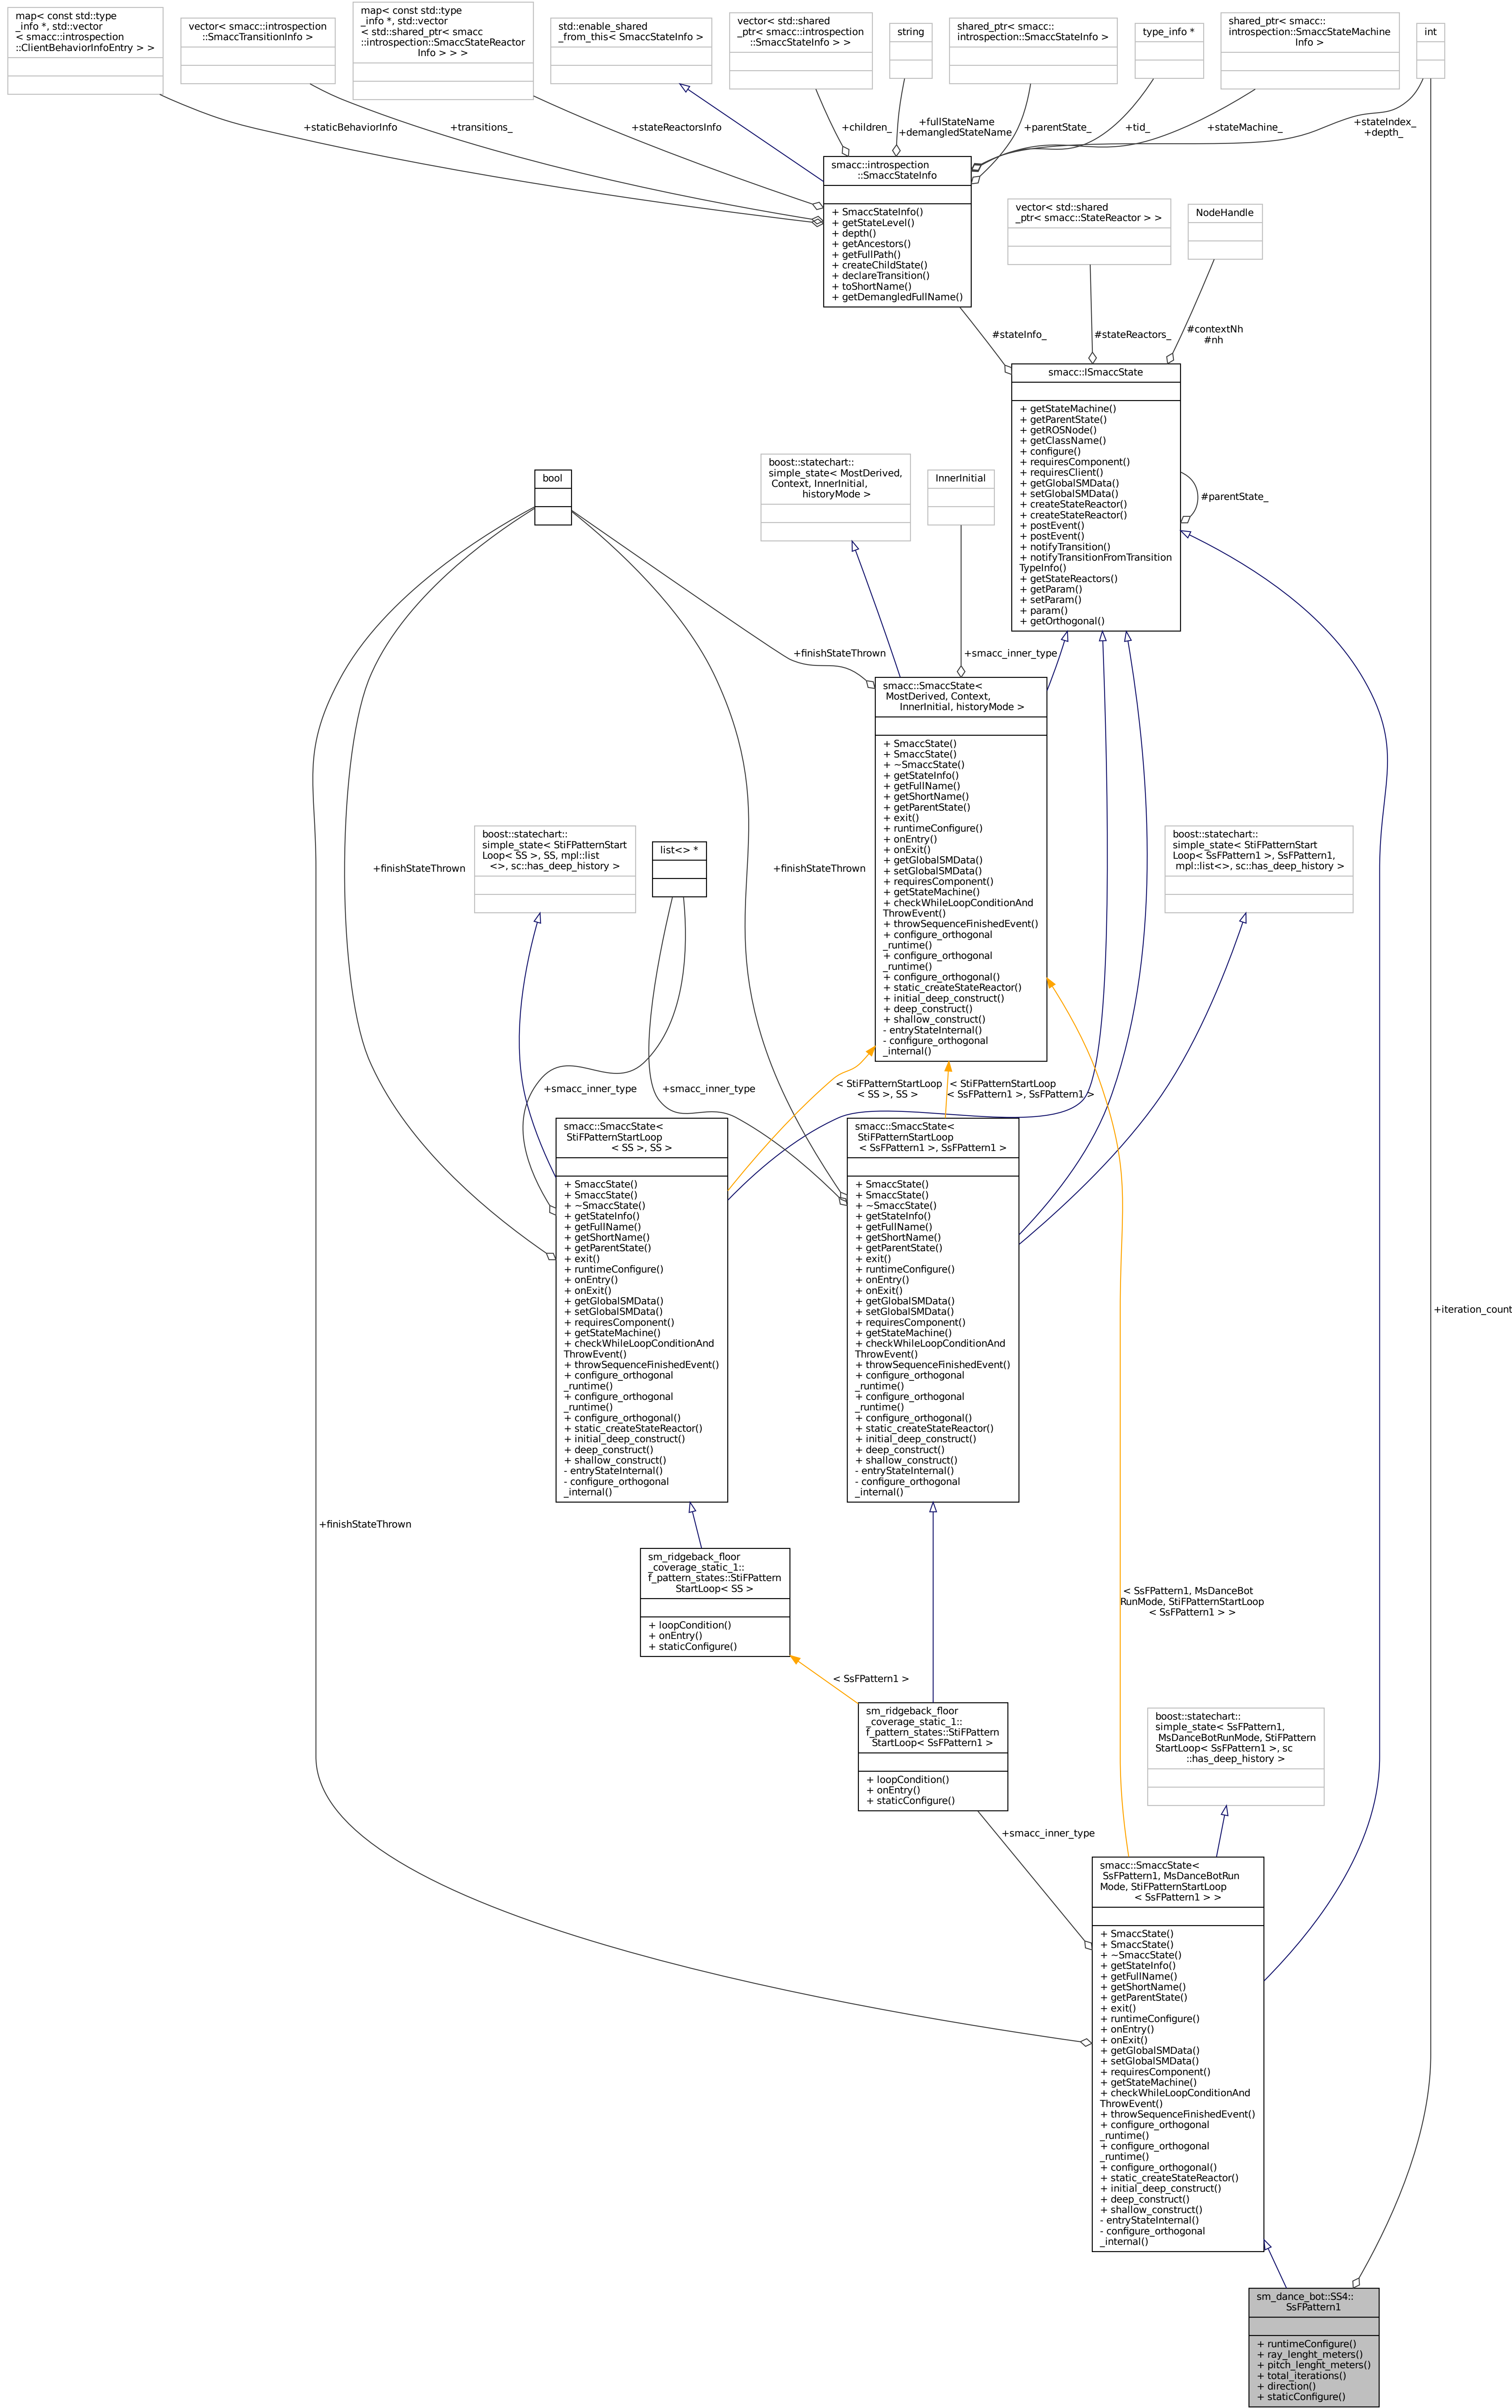 map< const std::type
_info *, std::vector
< smacc::introspection
::ClientBehaviorInfoEntry > >
vector< smacc::introspection
::SmaccTransitionInfo >
map< const std::type
_info *, std::vector
< std::shared_ptr< smacc
::introspection::SmaccStateReactor
Info > > >
std::enable_shared
_from_this< SmaccStateInfo >
vector< std::shared
_ptr< smacc::introspection
::SmaccStateInfo > >
string
shared_ptr< smacc::
introspection::SmaccStateInfo >
type_info *
shared_ptr< smacc::
introspection::SmaccStateMachine
Info >
int
+staticBehaviorInfo
+transitions_
+stateReactorsInfo
+children_
+fullStateName
+demangledStateName
+parentState_
+tid_
+stateMachine_
+stateIndex_
+depth_
smacc::introspection
::SmaccStateInfo
+ SmaccStateInfo()
+ getStateLevel()
+ depth()
+ getAncestors()
+ getFullPath()
+ createChildState()
+ declareTransition()
+ toShortName()
+ getDemangledFullName()
vector< std::shared
_ptr< smacc::StateReactor > >
NodeHandle
#stateInfo_
#stateReactors_
#contextNh
#nh
smacc::ISmaccState
+ getStateMachine()
+ getParentState()
+ getROSNode()
+ getClassName()
+ configure()
+ requiresComponent()
+ requiresClient()
+ getGlobalSMData()
+ setGlobalSMData()
+ createStateReactor()
+ createStateReactor()
+ postEvent()
+ postEvent()
+ notifyTransition()
+ notifyTransitionFromTransition
TypeInfo()
+ getStateReactors()
+ getParam()
+ setParam()
+ param()
+ getOrthogonal()
#parentState_
bool
boost::statechart::
simple_state< MostDerived,
Context, InnerInitial,
historyMode >
InnerInitial
+finishStateThrown
+smacc_inner_type
smacc::SmaccState<
MostDerived, Context,
InnerInitial, historyMode >
+ SmaccState()
+ SmaccState()
+ ~SmaccState()
+ getStateInfo()
+ getFullName()
+ getShortName()
+ getParentState()
+ exit()
+ runtimeConfigure()
+ onEntry()
+ onExit()
+ getGlobalSMData()
+ setGlobalSMData()
+ requiresComponent()
+ getStateMachine()
+ checkWhileLoopConditionAnd
ThrowEvent()
+ throwSequenceFinishedEvent()
+ configure_orthogonal
_runtime()
+ configure_orthogonal
_runtime()
+ configure_orthogonal()
+ static_createStateReactor()
+ initial_deep_construct()
+ deep_construct()
+ shallow_construct()
- entryStateInternal()
- configure_orthogonal
_internal()
boost::statechart::
simple_state< StiFPatternStart
Loop< SS >, SS, mpl::list
<>, sc::has_deep_history >
list<> *
boost::statechart::
simple_state< StiFPatternStart
Loop< SsFPattern1 >, SsFPattern1,
mpl::list<>, sc::has_deep_history >
+finishStateThrown
+finishStateThrown
+smacc_inner_type
+smacc_inner_type
< StiFPatternStartLoop
< SS >, SS >
< StiFPatternStartLoop
< SsFPattern1 >, SsFPattern1 >
smacc::SmaccState<
StiFPatternStartLoop
< SS >, SS >
+ SmaccState()
+ SmaccState()
+ ~SmaccState()
+ getStateInfo()
+ getFullName()
+ getShortName()
+ getParentState()
+ exit()
+ runtimeConfigure()
+ onEntry()
+ onExit()
+ getGlobalSMData()
+ setGlobalSMData()
+ requiresComponent()
+ getStateMachine()
+ checkWhileLoopConditionAnd
ThrowEvent()
+ throwSequenceFinishedEvent()
+ configure_orthogonal
_runtime()
+ configure_orthogonal
_runtime()
+ configure_orthogonal()
+ static_createStateReactor()
+ initial_deep_construct()
+ deep_construct()
+ shallow_construct()
- entryStateInternal()
- configure_orthogonal
_internal()
smacc::SmaccState<
StiFPatternStartLoop
< SsFPattern1 >, SsFPattern1 >
+ SmaccState()
+ SmaccState()
+ ~SmaccState()
+ getStateInfo()
+ getFullName()
+ getShortName()
+ getParentState()
+ exit()
+ runtimeConfigure()
+ onEntry()
+ onExit()
+ getGlobalSMData()
+ setGlobalSMData()
+ requiresComponent()
+ getStateMachine()
+ checkWhileLoopConditionAnd
ThrowEvent()
+ throwSequenceFinishedEvent()
+ configure_orthogonal
_runtime()
+ configure_orthogonal
_runtime()
+ configure_orthogonal()
+ static_createStateReactor()
+ initial_deep_construct()
+ deep_construct()
+ shallow_construct()
- entryStateInternal()
- configure_orthogonal
_internal()
+iteration_count
+finishStateThrown
sm_ridgeback_floor
_coverage_static_1::
f_pattern_states::StiFPattern
StartLoop< SS >
+ loopCondition()
+ onEntry()
+ staticConfigure()
< SsFPattern1, MsDanceBot
RunMode, StiFPatternStartLoop
< SsFPattern1 > >
< SsFPattern1 >
sm_ridgeback_floor
_coverage_static_1::
f_pattern_states::StiFPattern
StartLoop< SsFPattern1 >
+ loopCondition()
+ onEntry()
+ staticConfigure()
boost::statechart::
simple_state< SsFPattern1,
MsDanceBotRunMode, StiFPattern
StartLoop< SsFPattern1 >, sc
::has_deep_history >
+smacc_inner_type
smacc::SmaccState<
SsFPattern1, MsDanceBotRun
Mode, StiFPatternStartLoop
< SsFPattern1 > >
+ SmaccState()
+ SmaccState()
+ ~SmaccState()
+ getStateInfo()
+ getFullName()
+ getShortName()
+ getParentState()
+ exit()
+ runtimeConfigure()
+ onEntry()
+ onExit()
+ getGlobalSMData()
+ setGlobalSMData()
+ requiresComponent()
+ getStateMachine()
+ checkWhileLoopConditionAnd
ThrowEvent()
+ throwSequenceFinishedEvent()
+ configure_orthogonal
_runtime()
+ configure_orthogonal
_runtime()
+ configure_orthogonal()
+ static_createStateReactor()
+ initial_deep_construct()
+ deep_construct()
+ shallow_construct()
- entryStateInternal()
- configure_orthogonal
_internal()
sm_dance_bot::SS4::
SsFPattern1
+ runtimeConfigure()
+ ray_lenght_meters()
+ pitch_lenght_meters()
+ total_iterations()
+ direction()
+ staticConfigure()